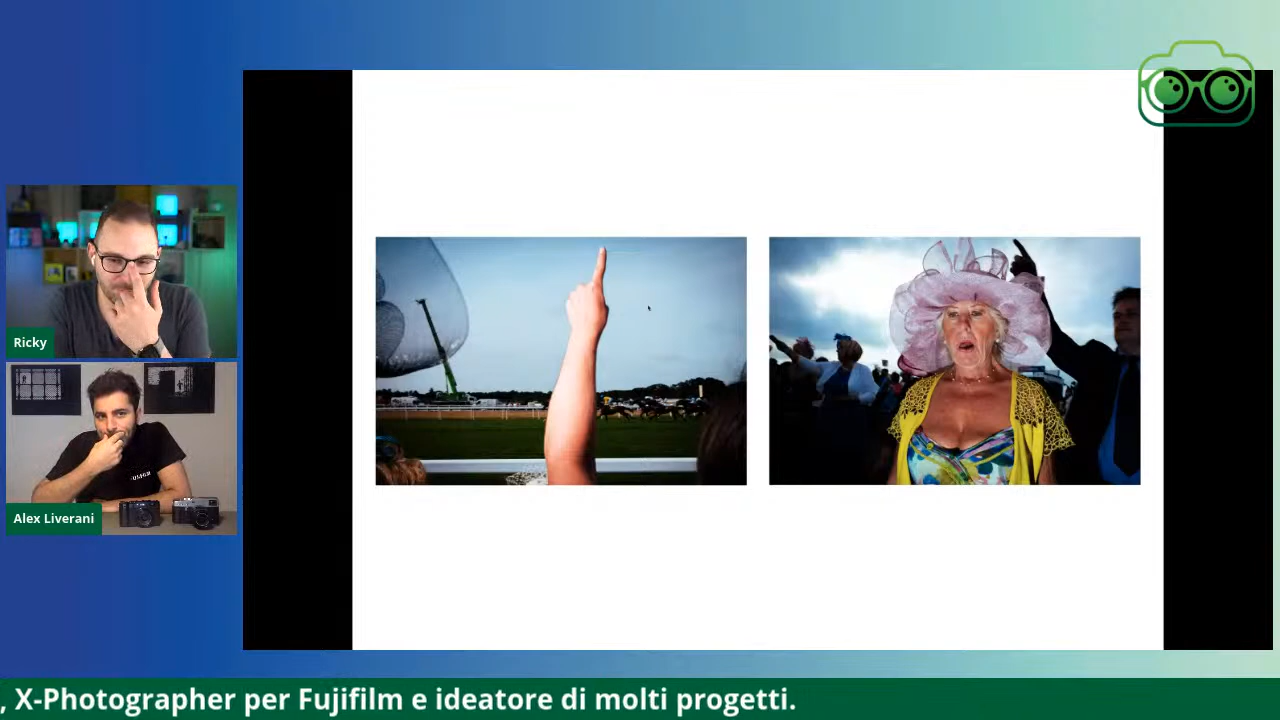 Ricky
Alex Liverani
, X-Photographer per Fujifilm e ideatore di molti progetti.